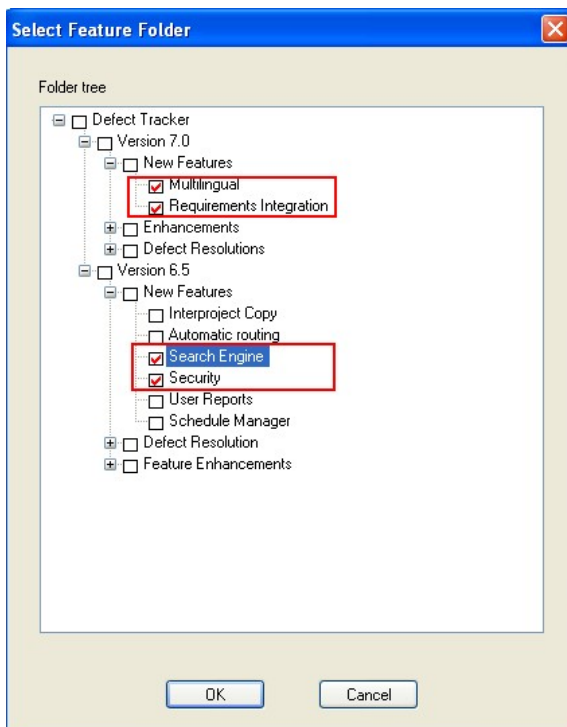 Select Feature Folder
Folder tree
Defect Tracker
Version 7.0
New Features
Multilingual
Requirements Integration
Enhancements
Defect Resolutions
Version 6.5
New Features
Interproject Copy
Automatic routing
Search Engine
Security
User Reports
Schedule Manager
Defect Resolution
Feature Enhancements
OK Cancel